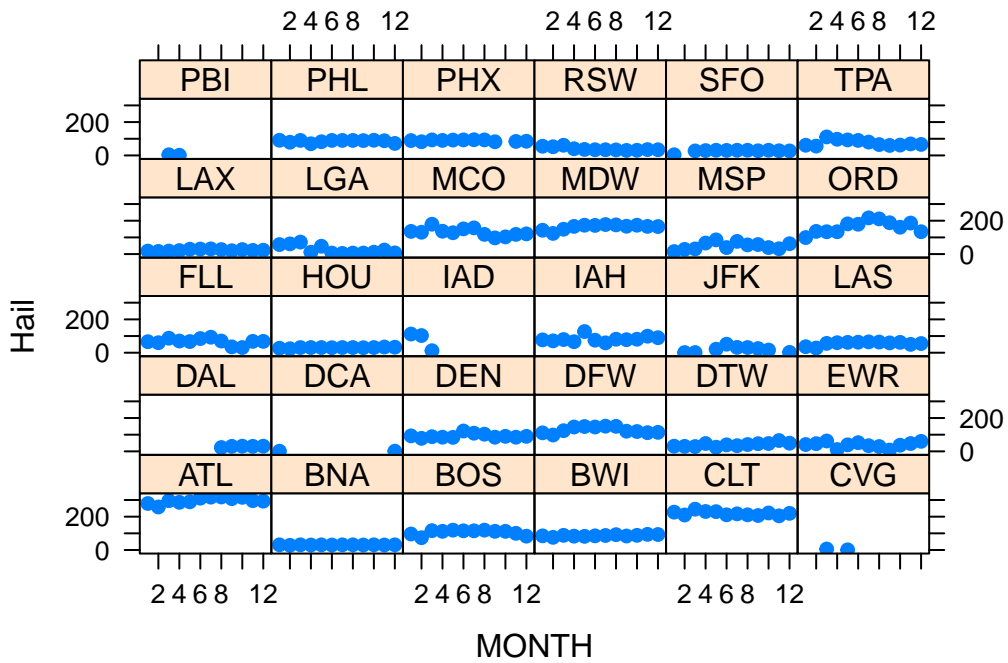 2 4 6 8 12 2 4 6 8 12 2 4 6 8 12
PBI PHL PHX RSW SFO TPA
200
0
LAX LGA MCO MDW MSP ORD
200
0
FLL HOU IAD IAH JFK LAS
200
0
DAL DCA DEN DFW DTW EWR
200
0
ATL BNA BOS BWI CLT CVG
200
0
2 4 6 8 12 2 4 6 8 12 2 4 6 8 12
MONTH
Hail